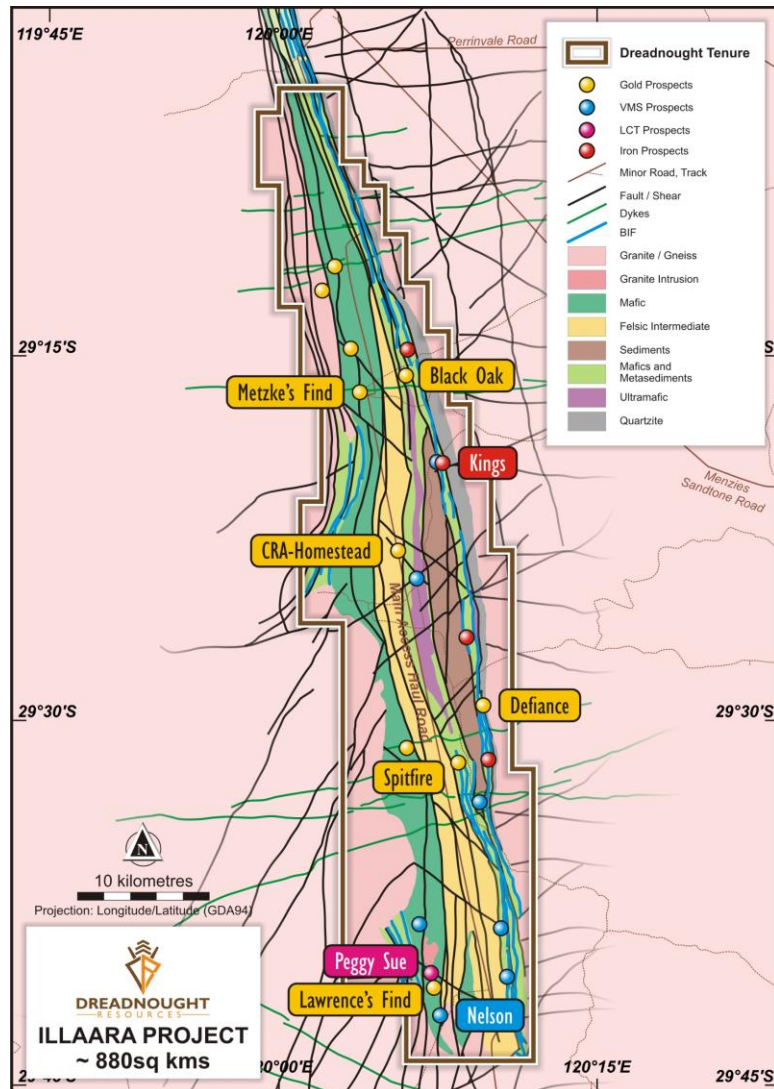 119°45'E
120°00'E
120°15'E
Perrinvale Road
Dreadnought Tenure
Gold Prospects
VMS Prospects
LCT Prospects
Iron Prospects
Minor Road, Track
Fault / Shear
Dykes
BIF
Granite / Gneiss
Granite Intrusion
Mafic
Felsic Intermediate
Sediments
Mafics and
Metasediments
Ultramafic
Quartzite
29°15'S
29°15'S
Black Oak
Metzke's Find
Kings
Menzies
Sandtone Road
CRA-Homestead
Main Access Haul Road
Defiance
29°30'S
29°30'S
Spitfire
N
10 kilometres
Projection: Longitude/Latitude (GDA94)
Peggy Sue
Lawrence's Find
Nelson
DREADNOUGHT
RESOURCES
ILLAARA PROJECT
~ 880sq kms
120°15'E
29°45'S